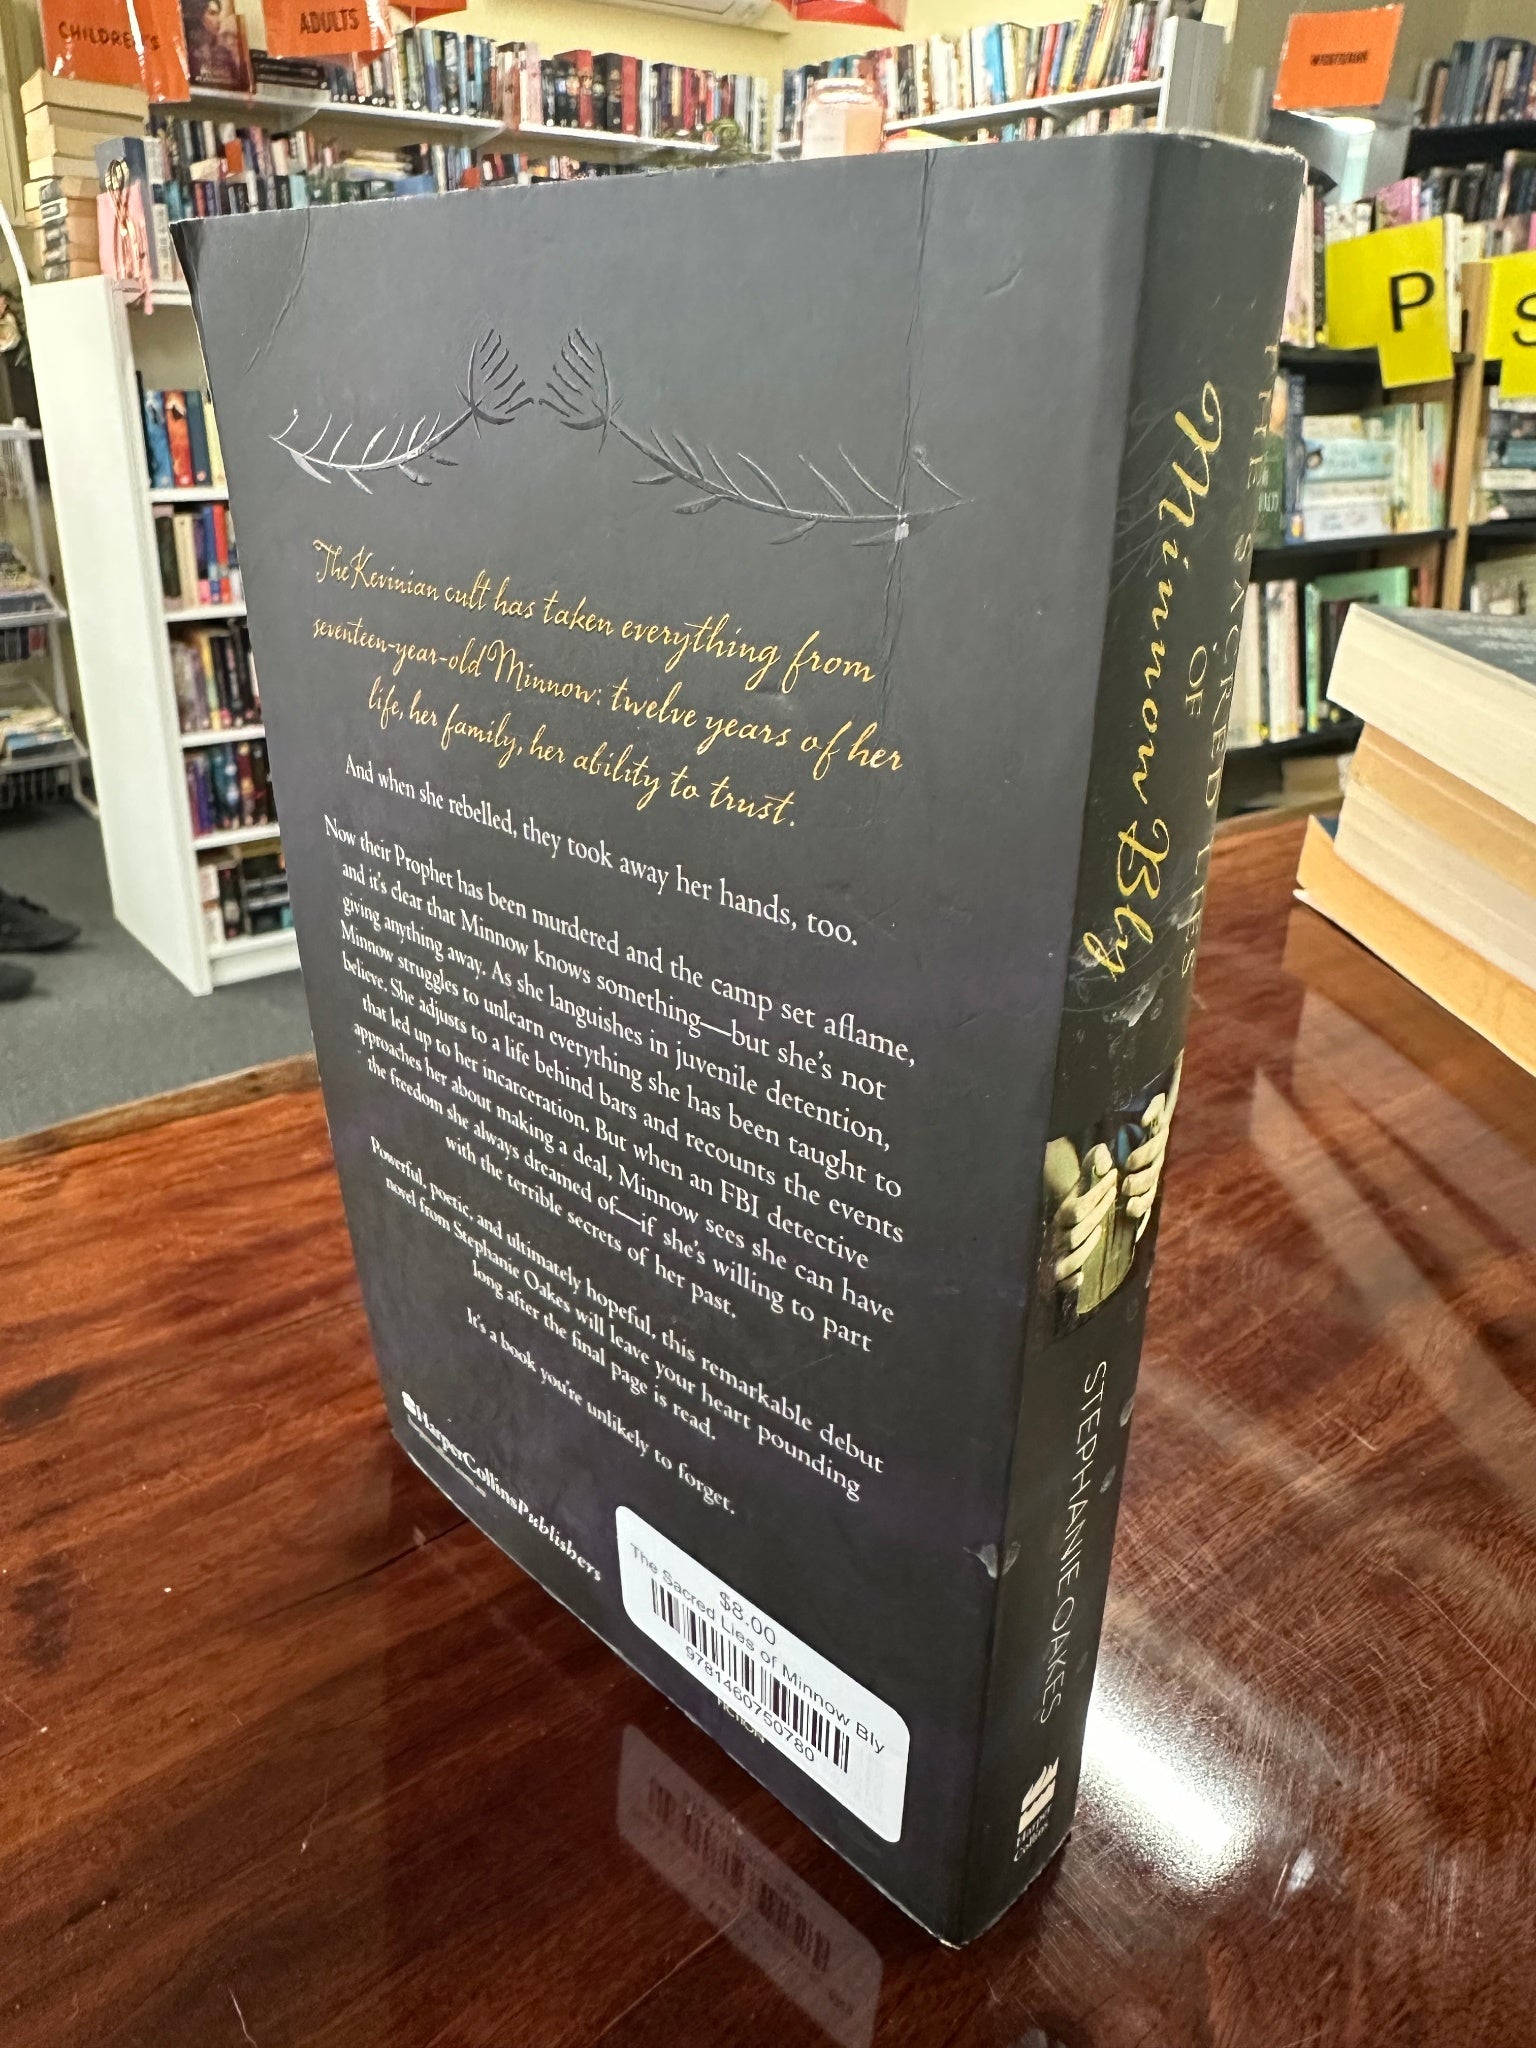 CHILDREN'S
ADULTS
P
S
The Kevinian cult has taken everything from
seventeen-year-old Minnow: twelve years of her
life, her family, her ability to trust.
And when she rebelled, they took away her hands, too.
Now their Prophet has been murdered and the camp set aflame,
and it's clear that Minnow knows something—but she's not
giving anything away. As she languishes in juvenile detention,
Minnow struggles to unlearn everything she has been taught to
believe. She adjusts to a life behind bars and recounts the events
that led up to her incarceration. But when an FBI detective
approaches her about making a deal, Minnow sees she can have
the freedom she always dreamed of—if she's willing to part
with the terrible secrets of her past.
Powerful, poetic, and ultimately hopeful, this remarkable debut
novel from Stephanie Oakes will leave your heart pounding
long after the final page is read.
It's a book you're unlikely to forget.
HarperCollinsPublishers
$8.00
The Sacred Lies of Minnow Bly
9781460750780
FICTION
THE SACRED LIES
OF
Minnow Bly
STEPHANIE OAKES
Harper
Collins